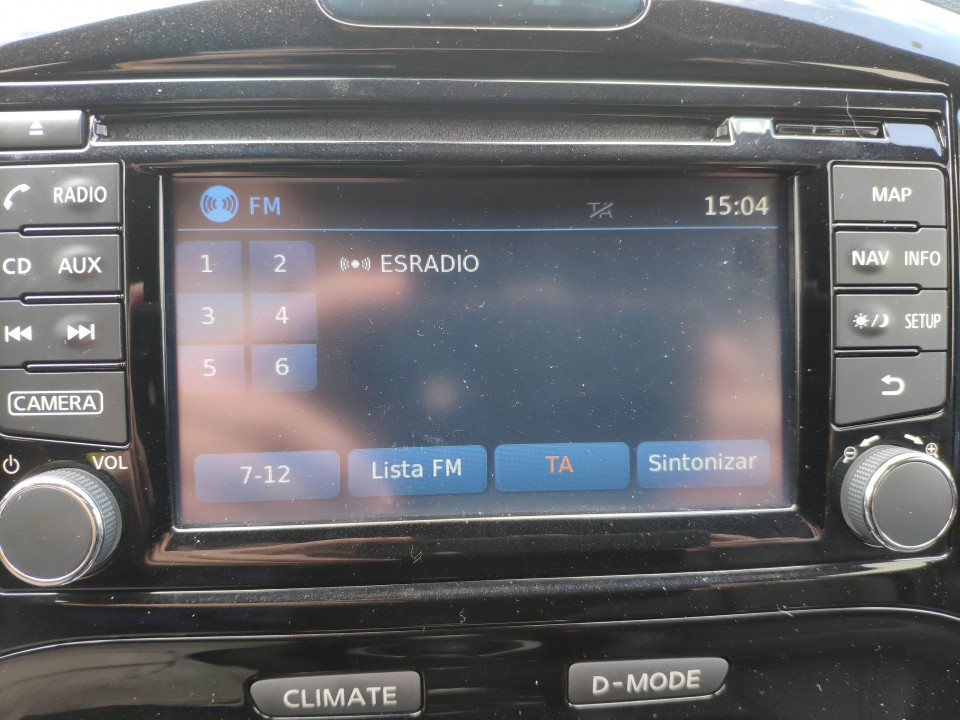 RADIO
CD AUX
CAMERA
VOL
FM TA 15:04
1 2 ESRADIO
3 4
5 6
7-12 Lista FM TA Sintonizar
MAP
NAV INFO
SETUP
CLIMATE D-MODE